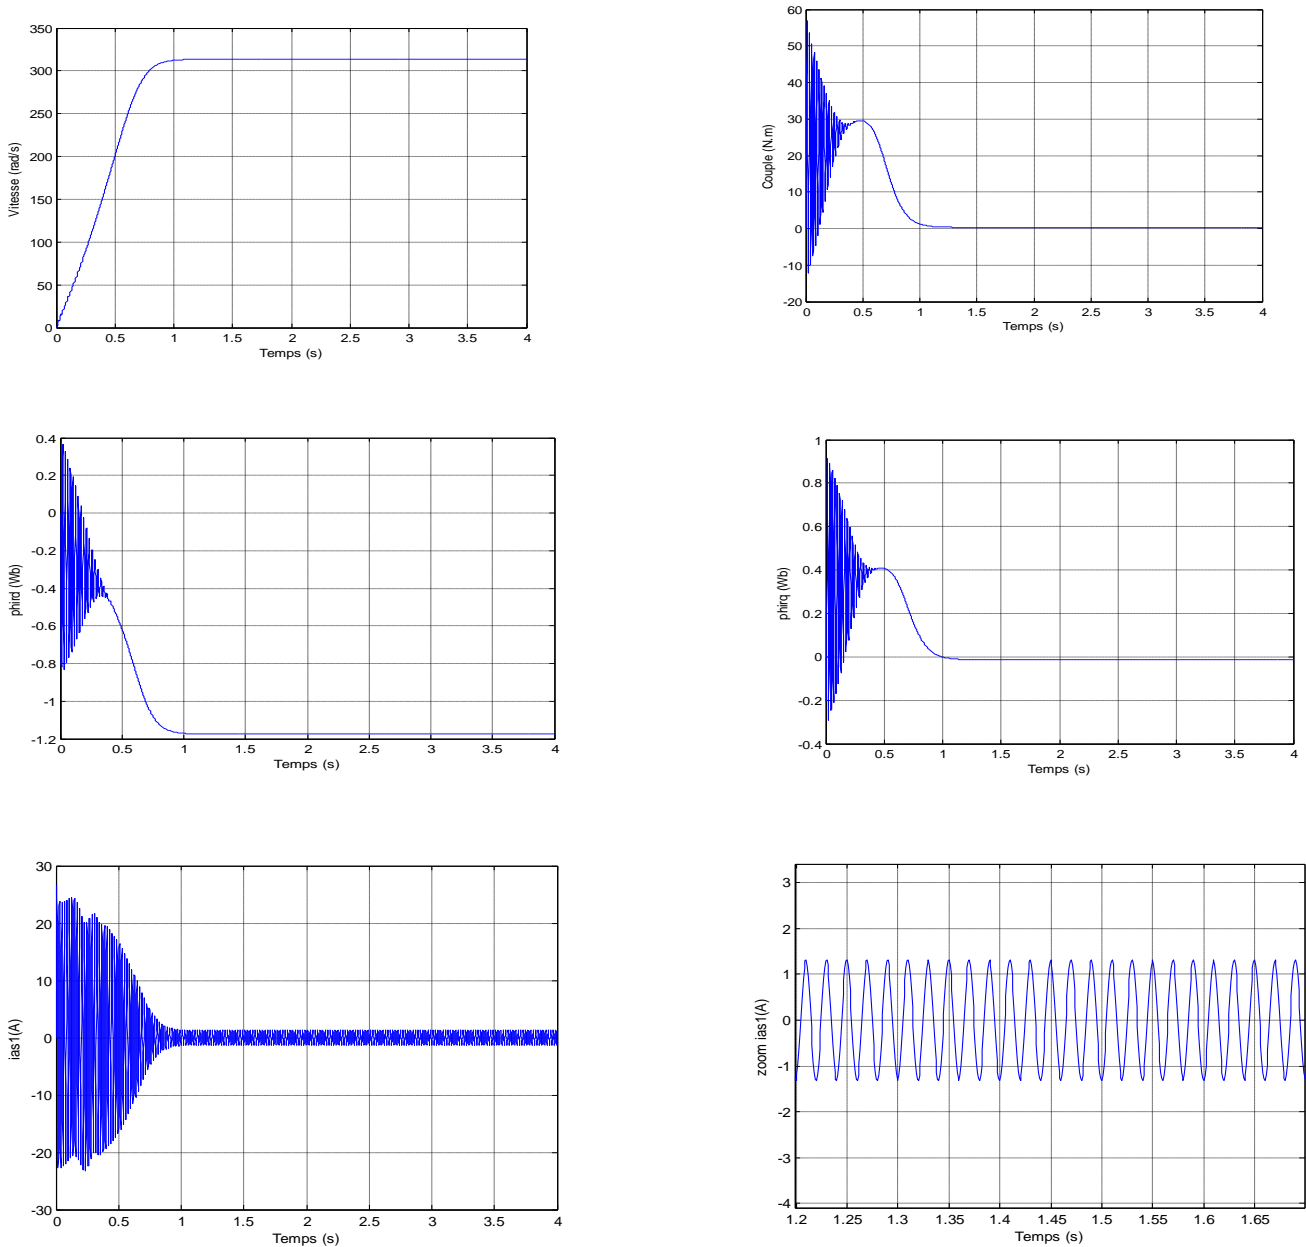 Vitesse (rad/s)
350
300
250
200
150
100
50
0
0 0.5 1 1.5 2 2.5 3 3.5 4
Temps (s)
Couple (N.m)
60
50
40
30
20
10
0
-10
-20
0 0.5 1 1.5 2 2.5 3 3.5 4
Temps (s)
phird (Wb)
0.4
0.2
0
-0.2
-0.4
-0.6
-0.8
-1
-1.2
0 0.5 1 1.5 2 2.5 3 3.5 4
Temps (s)
phirq (Wb)
1
0.8
0.6
0.4
0.2
0
-0.2
-0.4
0 0.5 1 1.5 2 2.5 3 3.5 4
Temps (s)
ias1(A)
30
20
10
0
-10
-20
-30
0 0.5 1 1.5 2 2.5 3 3.5 4
Temps (s)
zoom ias1(A)
3
2
1
0
-1
-2
-3
-4
1.2 1.25 1.3 1.35 1.4 1.45 1.5 1.55 1.6 1.65
Temps (s)